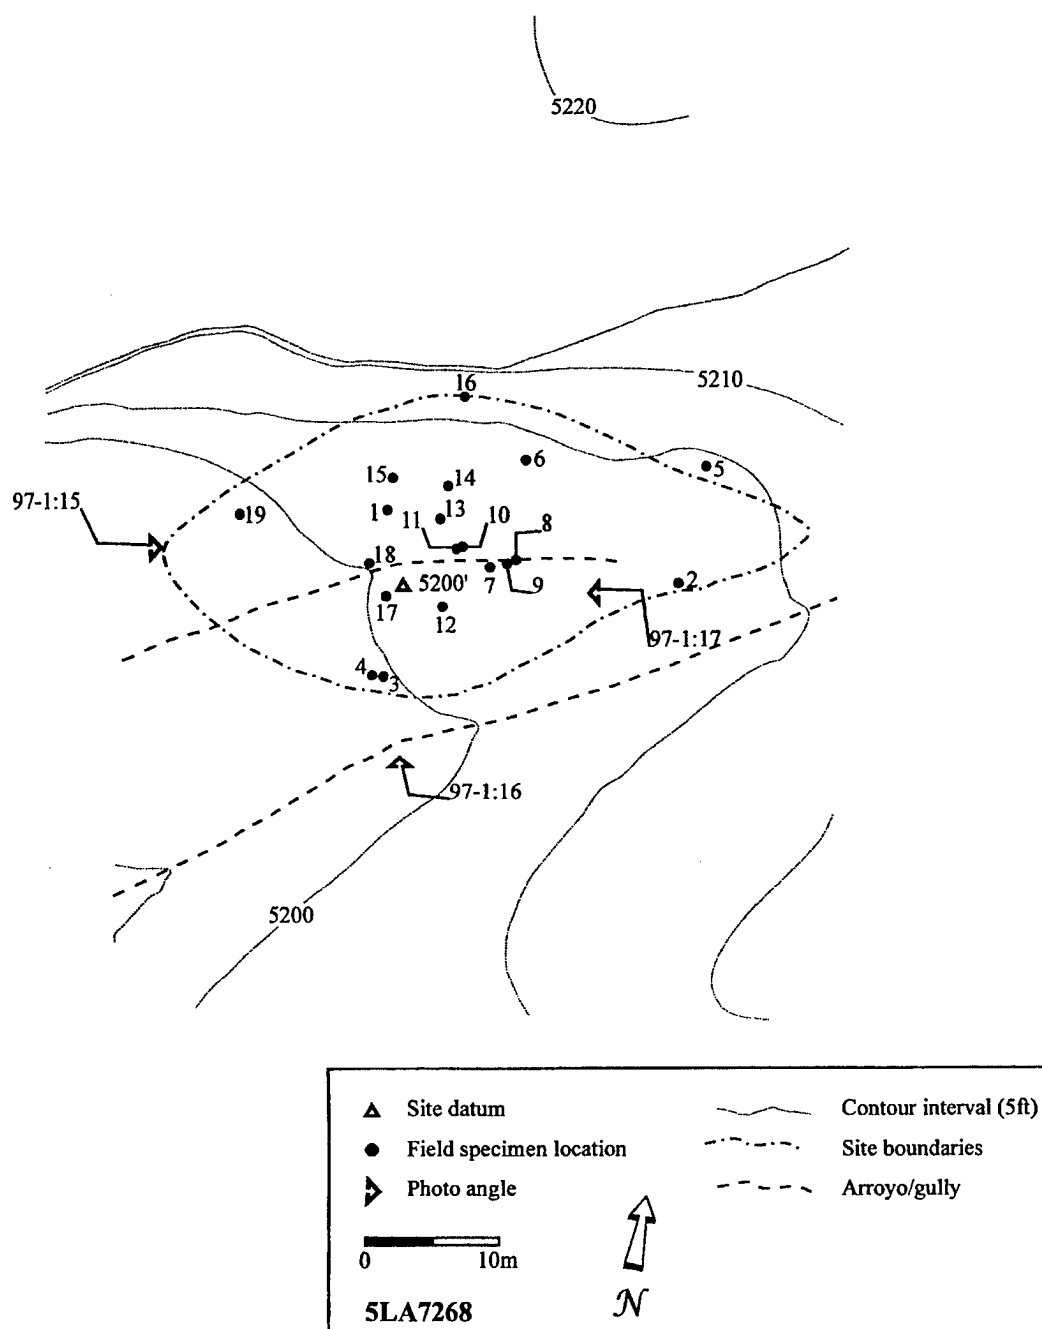 5220
5210
16
6
5
15
14
97-1:15
19
1
13
11
10
8
18
5200'
7
9
2
17
12
97-1:17
4
3
97-1:16
5200
Site datum
Contour interval (5ft)
Field specimen location
Site boundaries
Photo angle
Arroyo/gully
0 10m
5LA7268
N